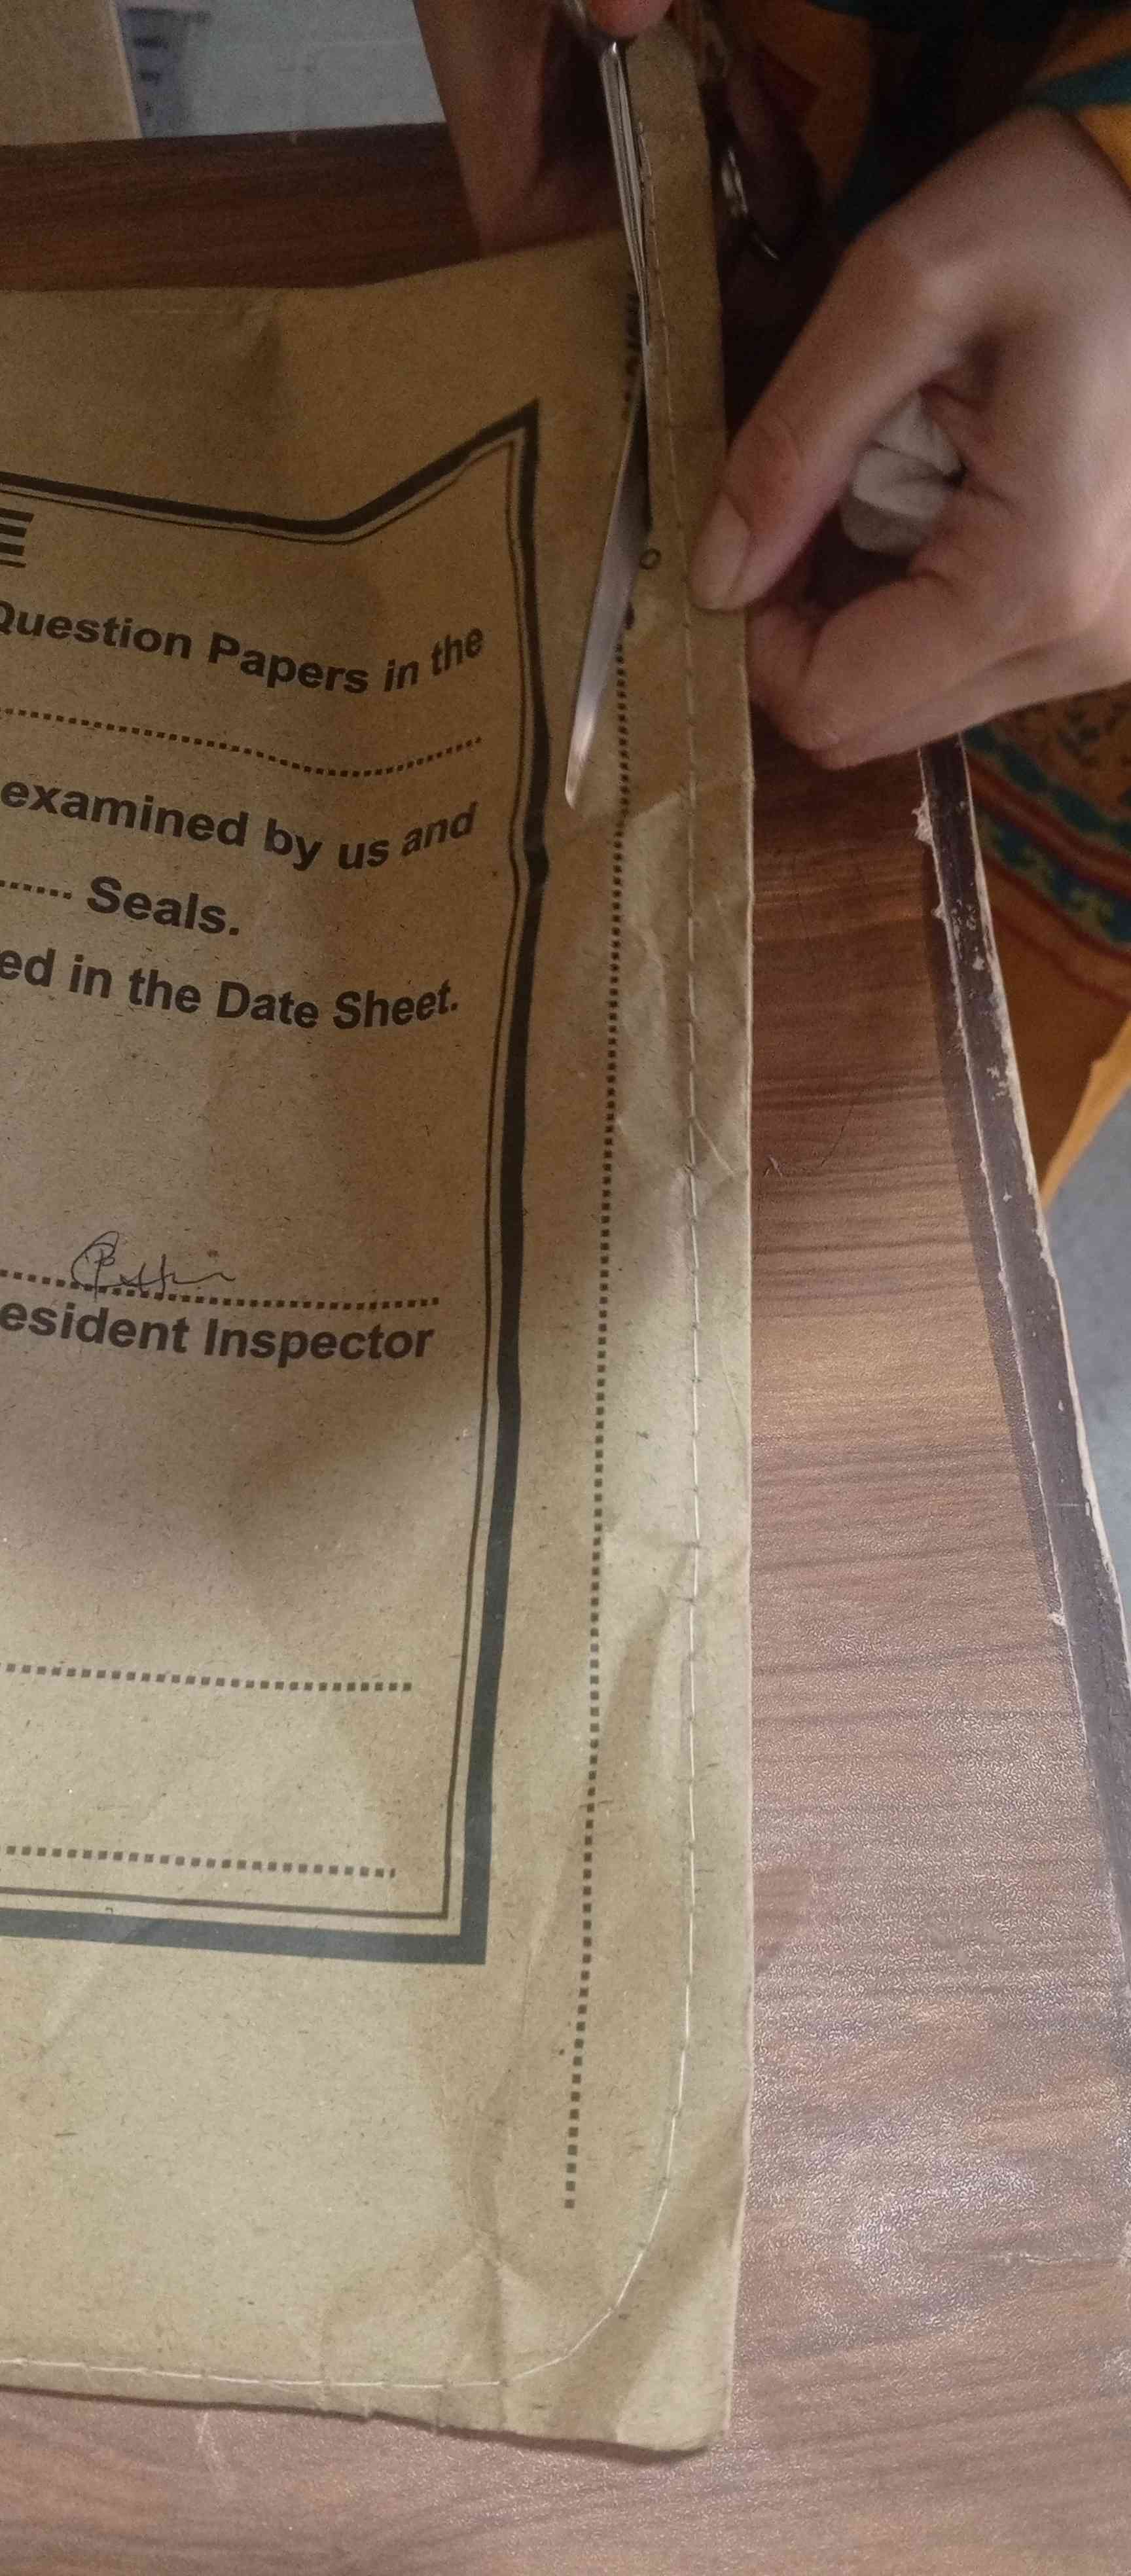 Question Papers in the
examined by us and
Seals.
ed in the Date Sheet.
esident Inspector